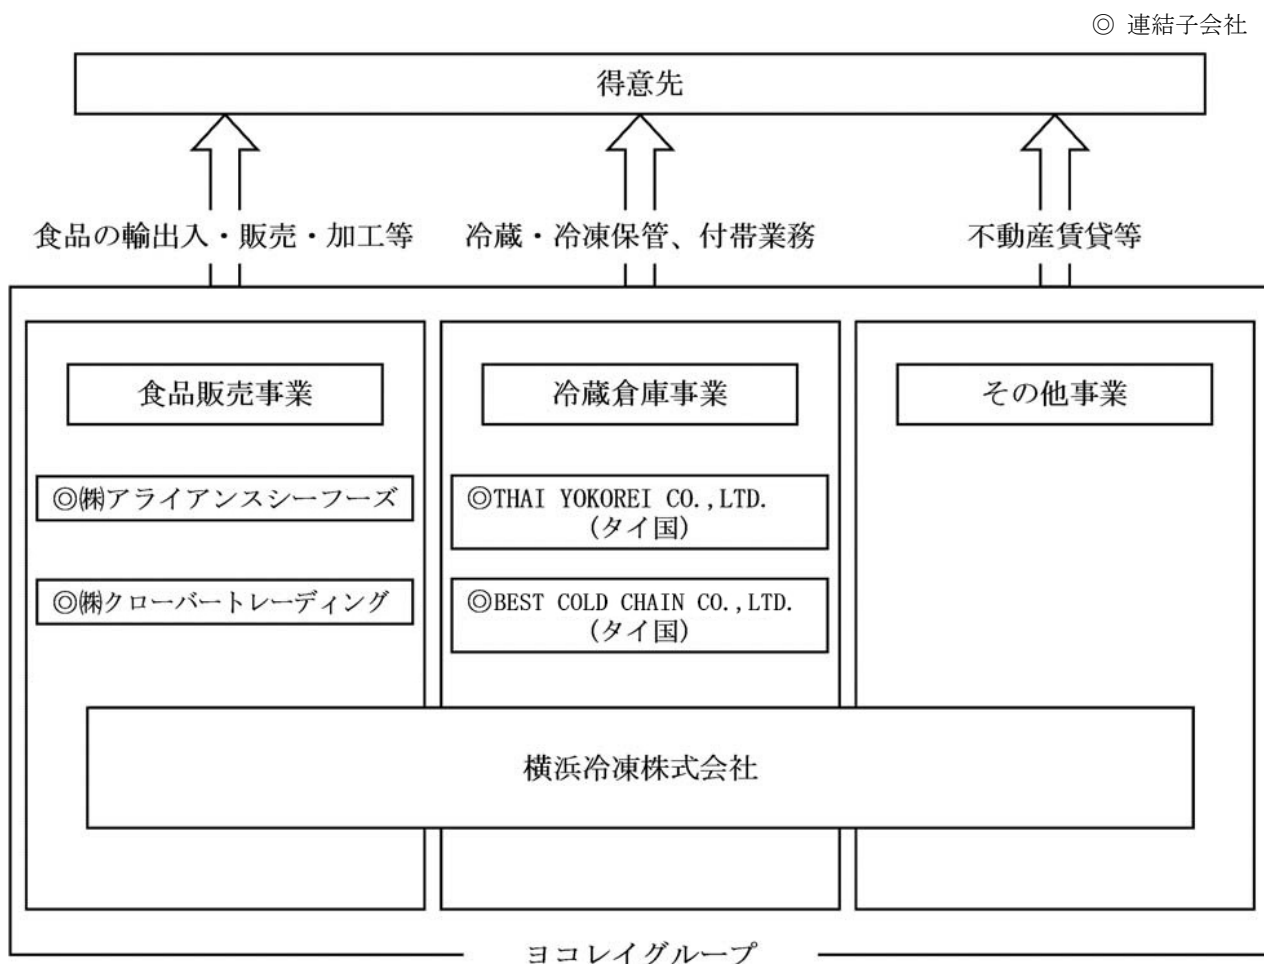 ◎ 連結子会社
得意先
食品の輸出入・販売・加工等
冷蔵・冷凍保管、付帯業務
不動産賃貸等
食品販売事業
冷蔵倉庫事業
その他事業
◎㈱アライアンスシーフーズ
◎㈱クローバートレーディング
◎THAI YOKOREI CO.,LTD.
(タイ国)
◎BEST COLD CHAIN CO.,LTD.
(タイ国)
横浜冷凍株式会社
ヨコレイグループ